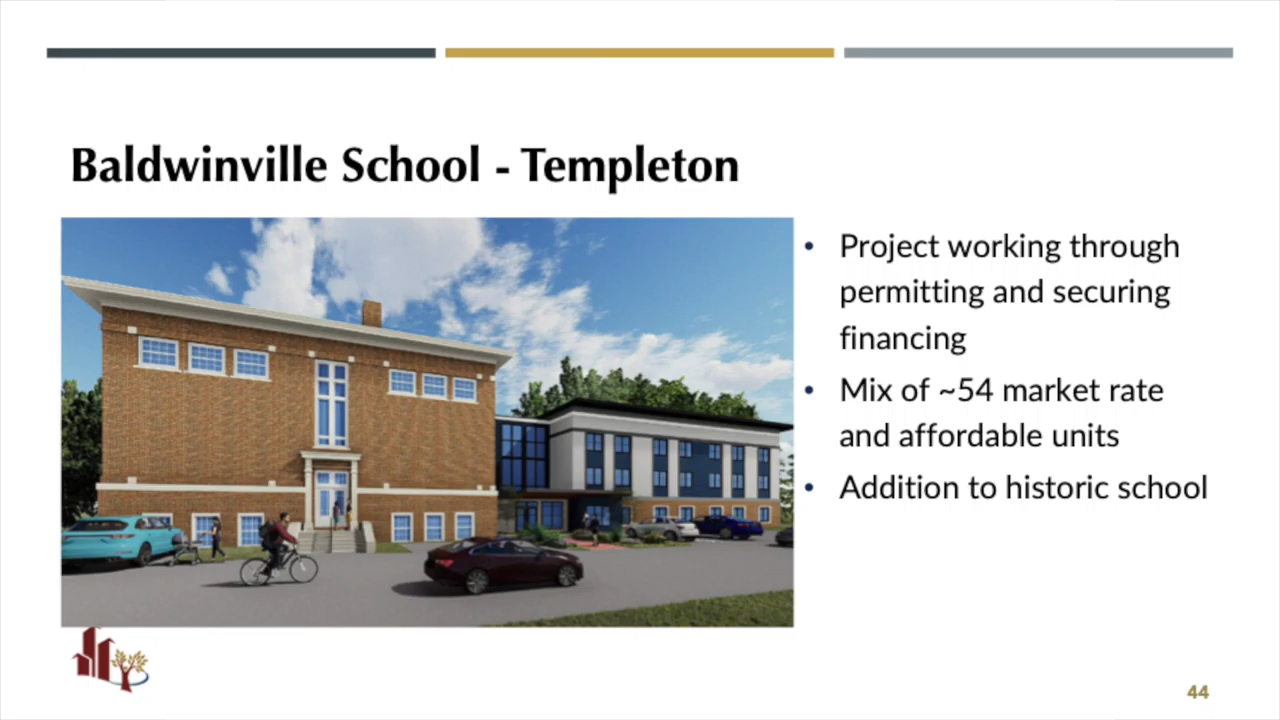 Baldwinville School - Templeton
• Project working through
permitting and securing
financing
• Mix of ~54 market rate
and affordable units
• Addition to historic school
44